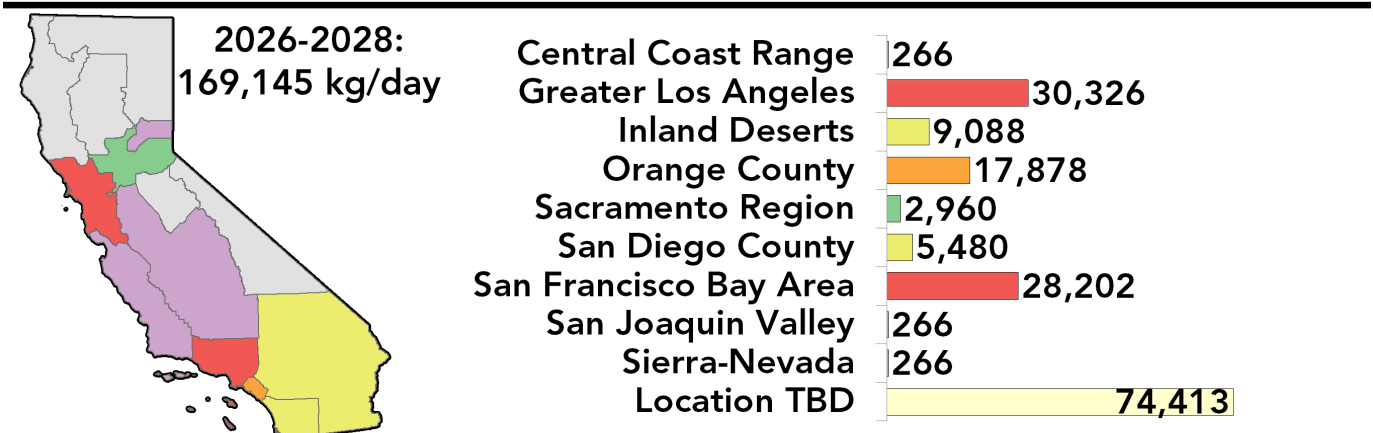 2026-2028:
169,145 kg/day
Central Coast Range 266
Greater Los Angeles 30,326
Inland Deserts 9,088
Orange County 17,878
Sacramento Region 2,960
San Diego County 5,480
San Francisco Bay Area 28,202
San Joaquin Valley 266
Sierra-Nevada 266
Location TBD 74,413